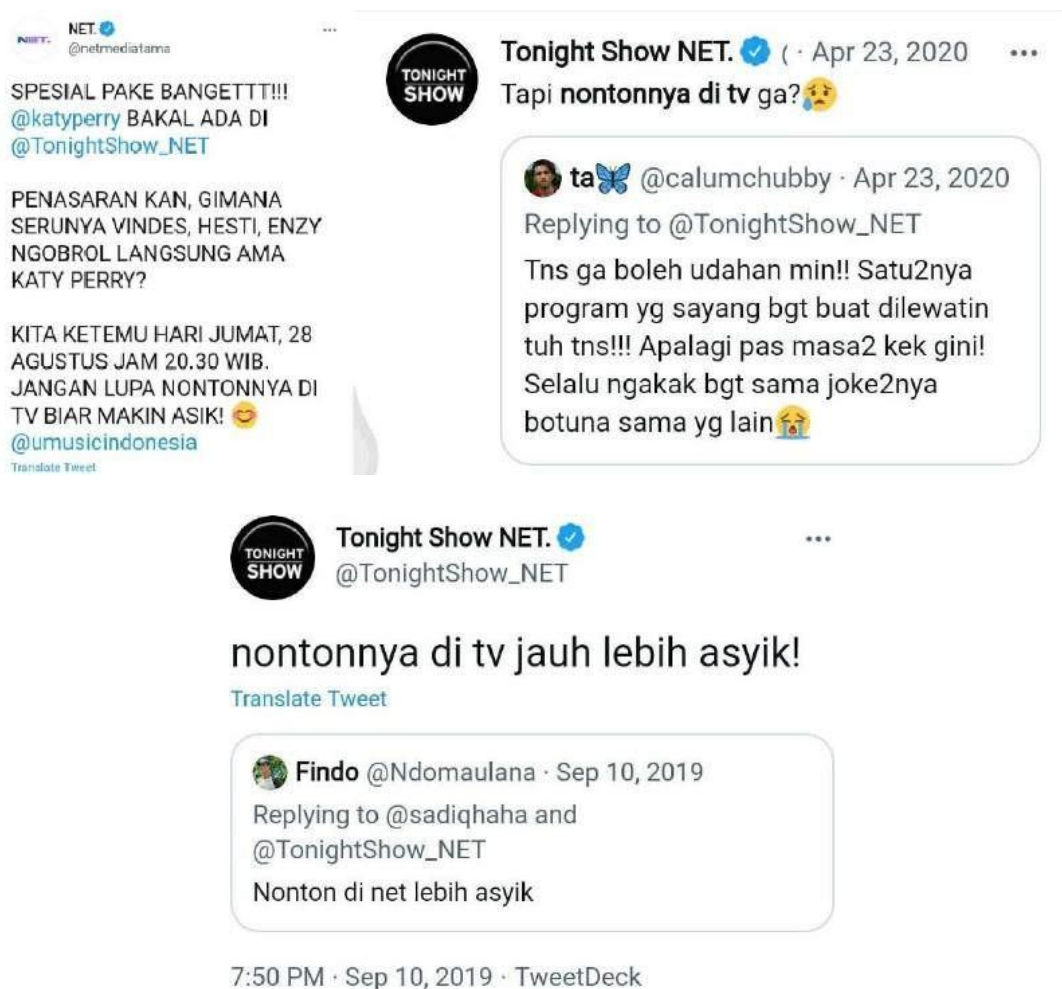 NET.
NET.
@netmediatama
SPESIAL PAKE BANGETTT!!!
@katyperry BAKAL ADA DI
@TonightShow_NET
PENASARAN KAN, GIMANA
SERUNYA VINDES, HESTI, ENZY
NGOBROL LANGSUNG AMA
KATY PERRY?
KITA KETEMU HARI JUMAT, 28
AGUSTUS JAM 20.30 WIB.
JANGAN LUPA NONTONNYA DI
TV BIAR MAKIN ASIK! 😊
@umusicindonesia
Translate Tweet
TONIGHT
SHOW
Tonight Show NET. ( · Apr 23, 2020
Tapi nontonnya di tv ga?😥
ta🦋 @calumchubby · Apr 23, 2020
Replying to @TonightShow_NET
Tns ga boleh udahan min!! Satu2nya
program yg sayang bgt buat dilewatin
tuh tns!!! Apalagi pas masa2 kek gini!
Selalu ngakak bgt sama joke2nya
botuna sama yg lain😭
TONIGHT
SHOW
Tonight Show NET.
@TonightShow_NET
nontonnya di tv jauh lebih asyik!
Translate Tweet
Findo @Ndomaulana · Sep 10, 2019
Replying to @sadiqhaha and
@TonightShow_NET
Nonton di net lebih asyik
7:50 PM · Sep 10, 2019 · TweetDeck